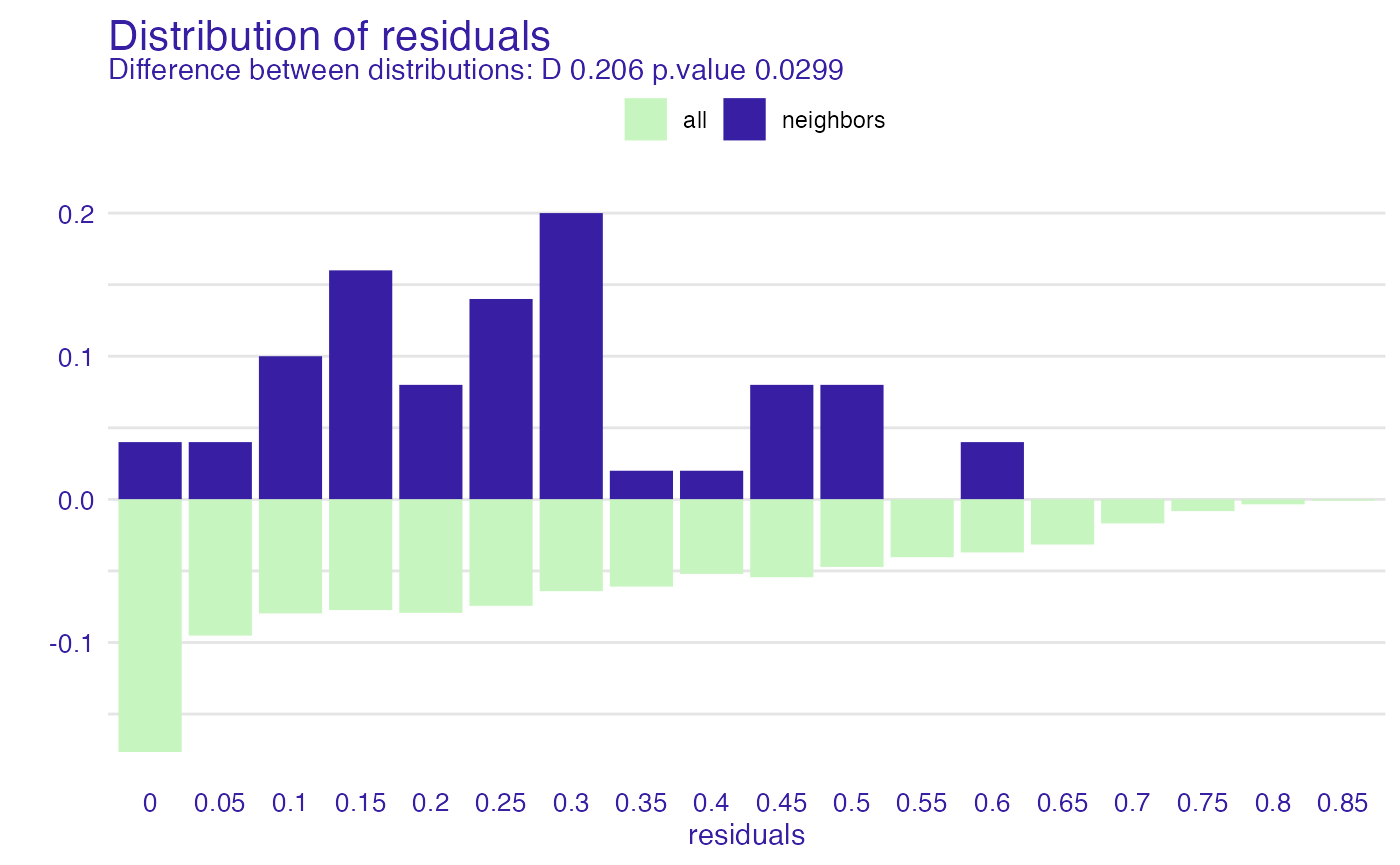 Distribution of residuals
Difference between distributions: D 0.206 p.value 0.0299
all neighbors
0.2
0.1
0.0
-0.1
0 0.05 0.1 0.15 0.2 0.25 0.3 0.35 0.4 0.45 0.5 0.55 0.6 0.65 0.7 0.75 0.8 0.85
residuals